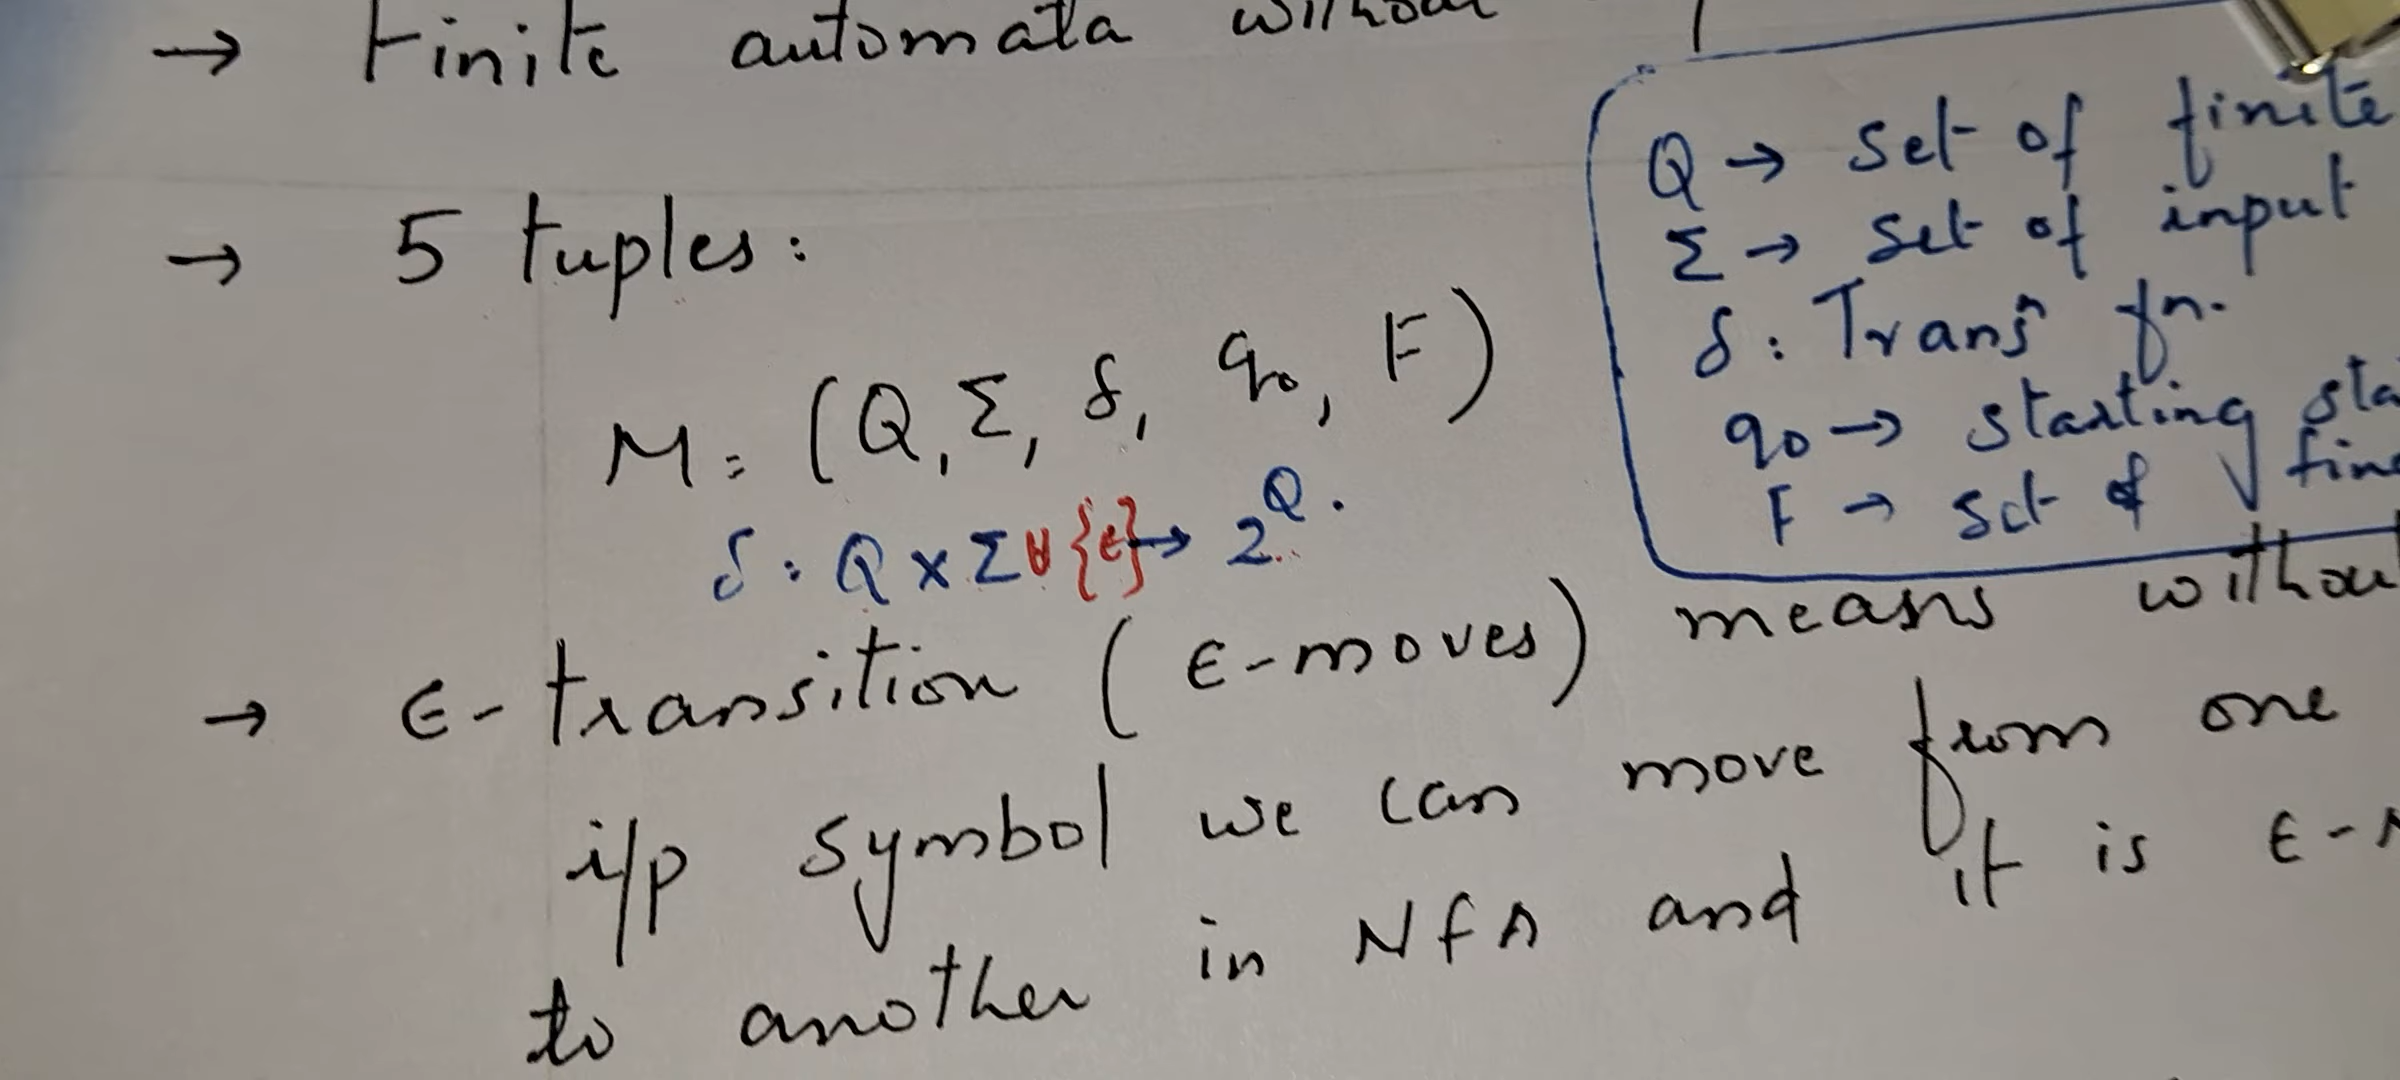 → Finite automata without
→ 5 tuples:
M = (Q, Σ, δ, q₀, F)
δ : Q × Σ ∪ {ε} → 2^Q.
Q → set of finite
Σ → set of input
δ : Trans fn.
q₀ → starting
F → set of
→ ε-transition (ε-moves) means
i/p symbol we can move from one
to another in NFA and it is ε-